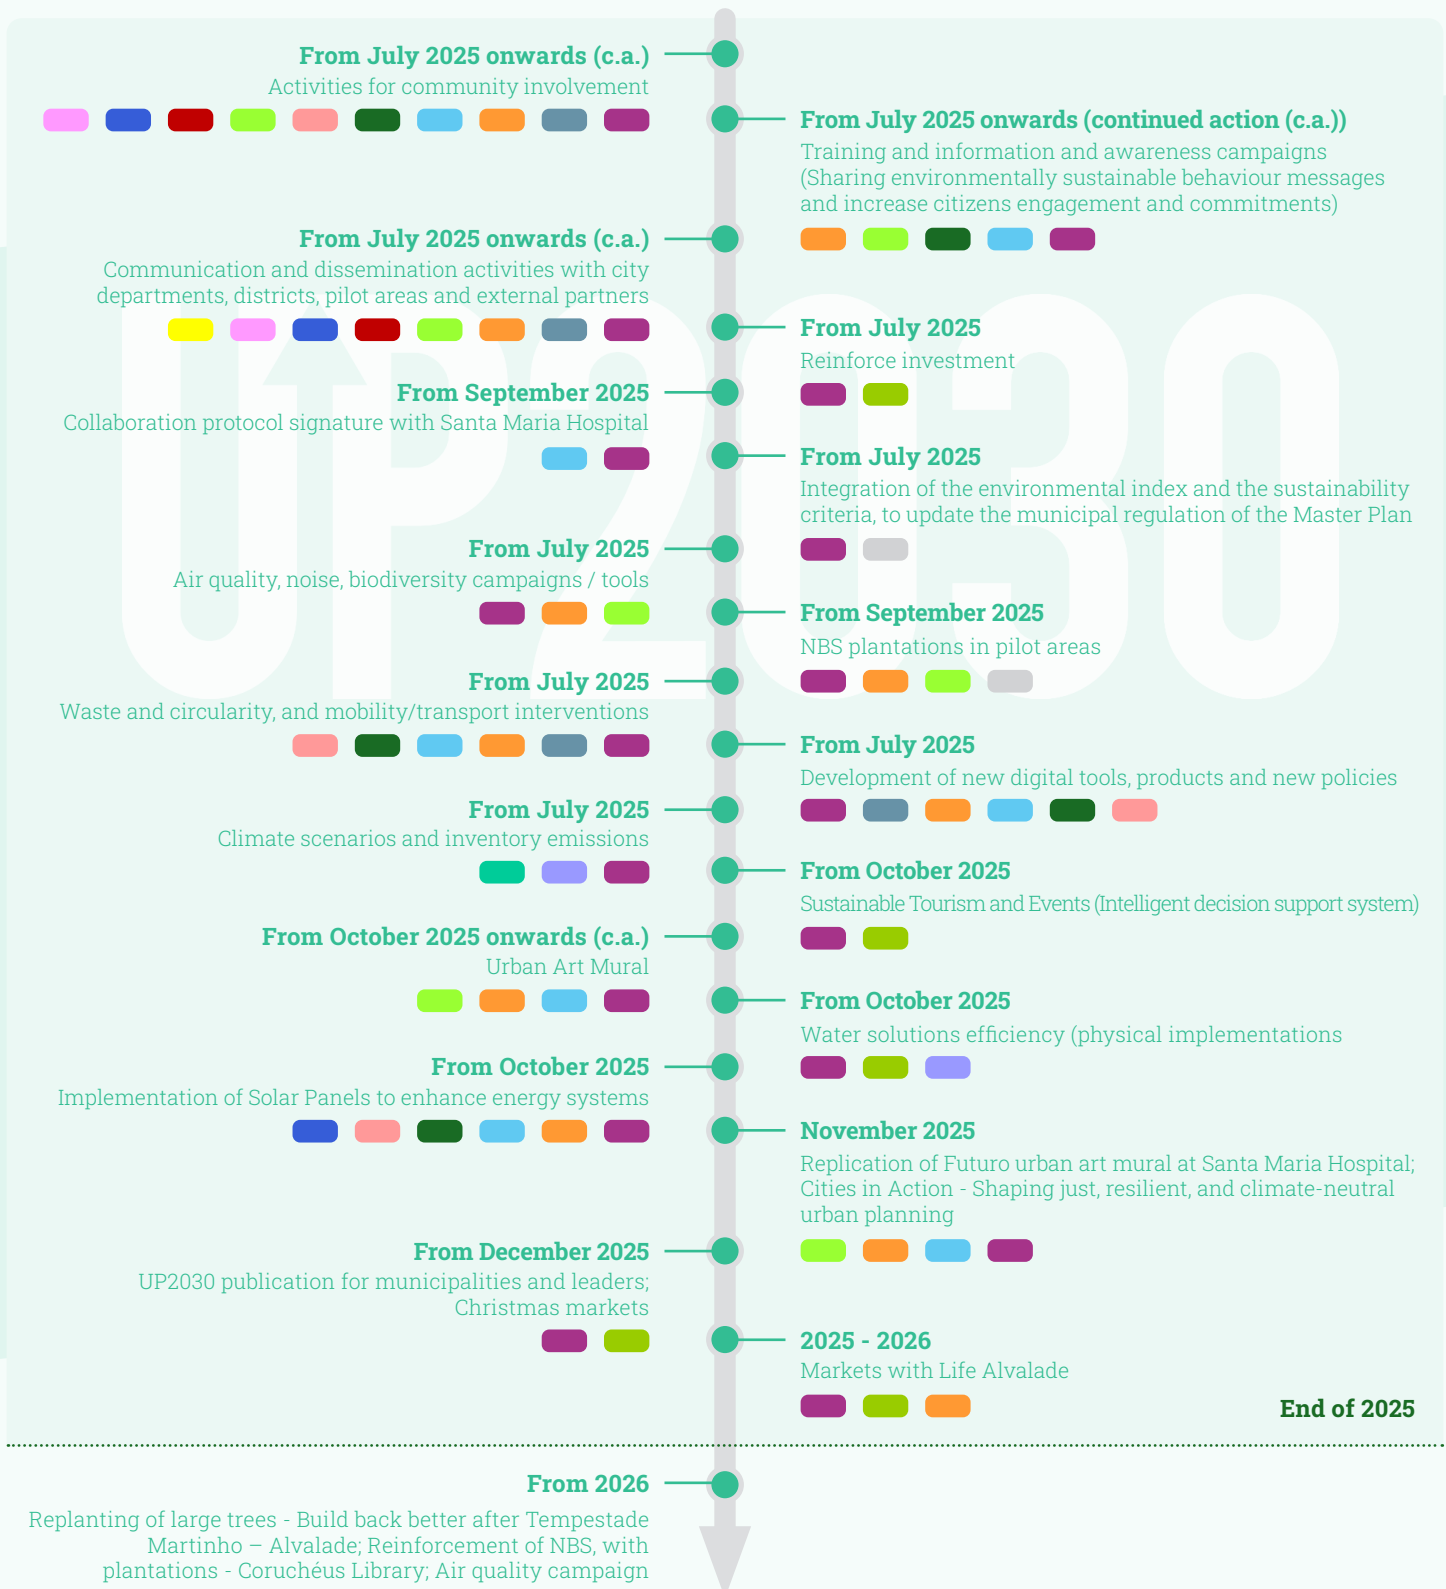 From July 2025 onwards (c.a.)
Activities for community involvement
From July 2025 onwards (continued action (c.a.))
Training and information and awareness campaigns
(Sharing environmentally sustainable behaviour messages
and increase citizens engagement and commitments)
From July 2025 onwards (c.a.)
Communication and dissemination activities with city
departments, districts, pilot areas and external partners
UP2030
From July 2025
Reinforce investment
From September 2025
Collaboration protocol signature with Santa Maria Hospital
From July 2025
Integration of the environmental index and the sustainability
criteria, to update the municipal regulation of the Master Plan
From July 2025
Air quality, noise, biodiversity campaigns / tools
From September 2025
NBS plantations in pilot areas
From July 2025
Waste and circularity, and mobility/transport interventions
From July 2025
Development of new digital tools, products and new policies
From July 2025
Climate scenarios and inventory emissions
From October 2025
Sustainable Tourism and Events (Intelligent decision support system)
From October 2025 onwards (c.a.)
Urban Art Mural
From October 2025
Water solutions efficiency (physical implementations
From October 2025
Implementation of Solar Panels to enhance energy systems
November 2025
Replication of Futuro urban art mural at Santa Maria Hospital;
Cities in Action - Shaping just, resilient, and climate-neutral
urban planning
From December 2025
UP2030 publication for municipalities and leaders;
Christmas markets
2025 - 2026
Markets with Life Alvalade
End of 2025
From 2026
Replanting of large trees - Build back better after Tempestade
Martinho – Alvalade; Reinforcement of NBS, with
plantations - Coruchéus Library; Air quality campaign